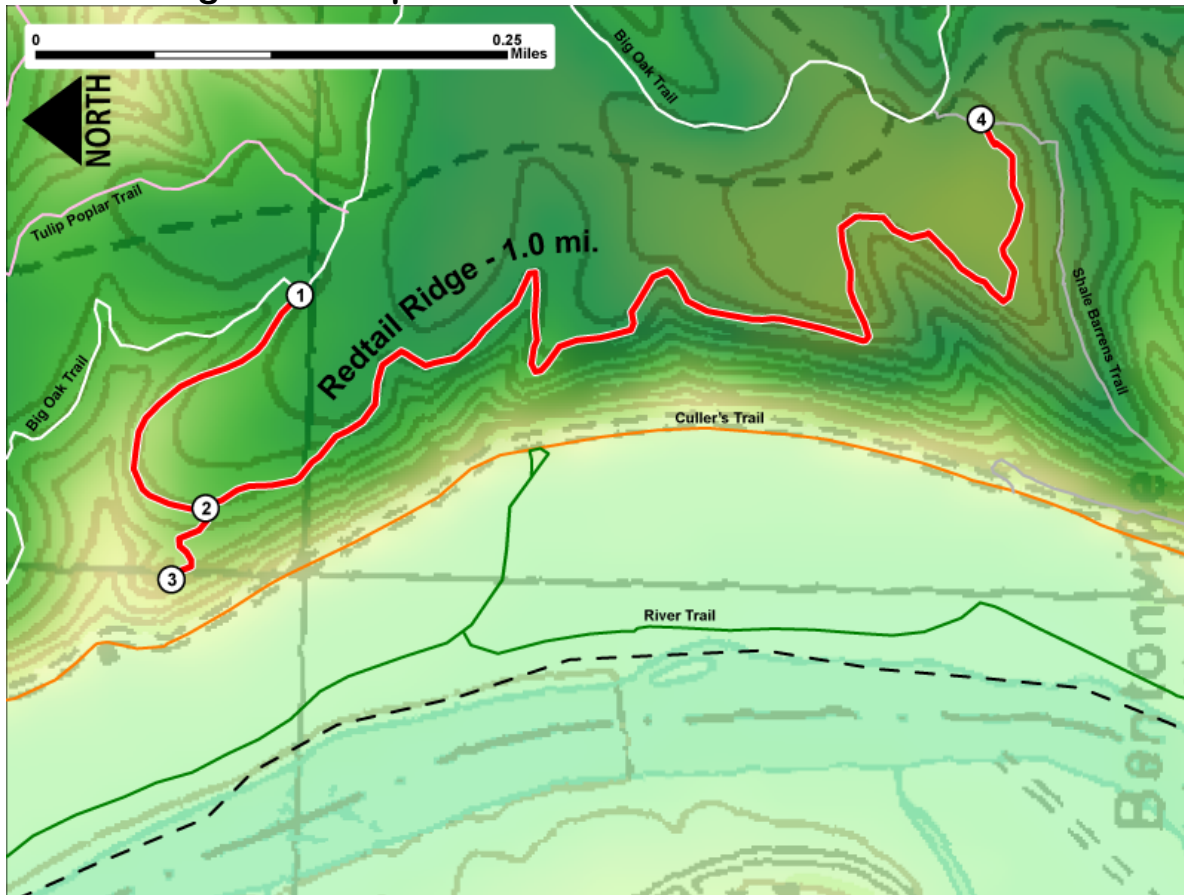 0 0.25
Miles
NORTH
Big Oak Trail
4
Tulip Poplar Trail
Redtail Ridge - 1.0 mi.
1
Shale Barrens Trail
Big Oak Trail
Culler's Trail
2
3
River Trail